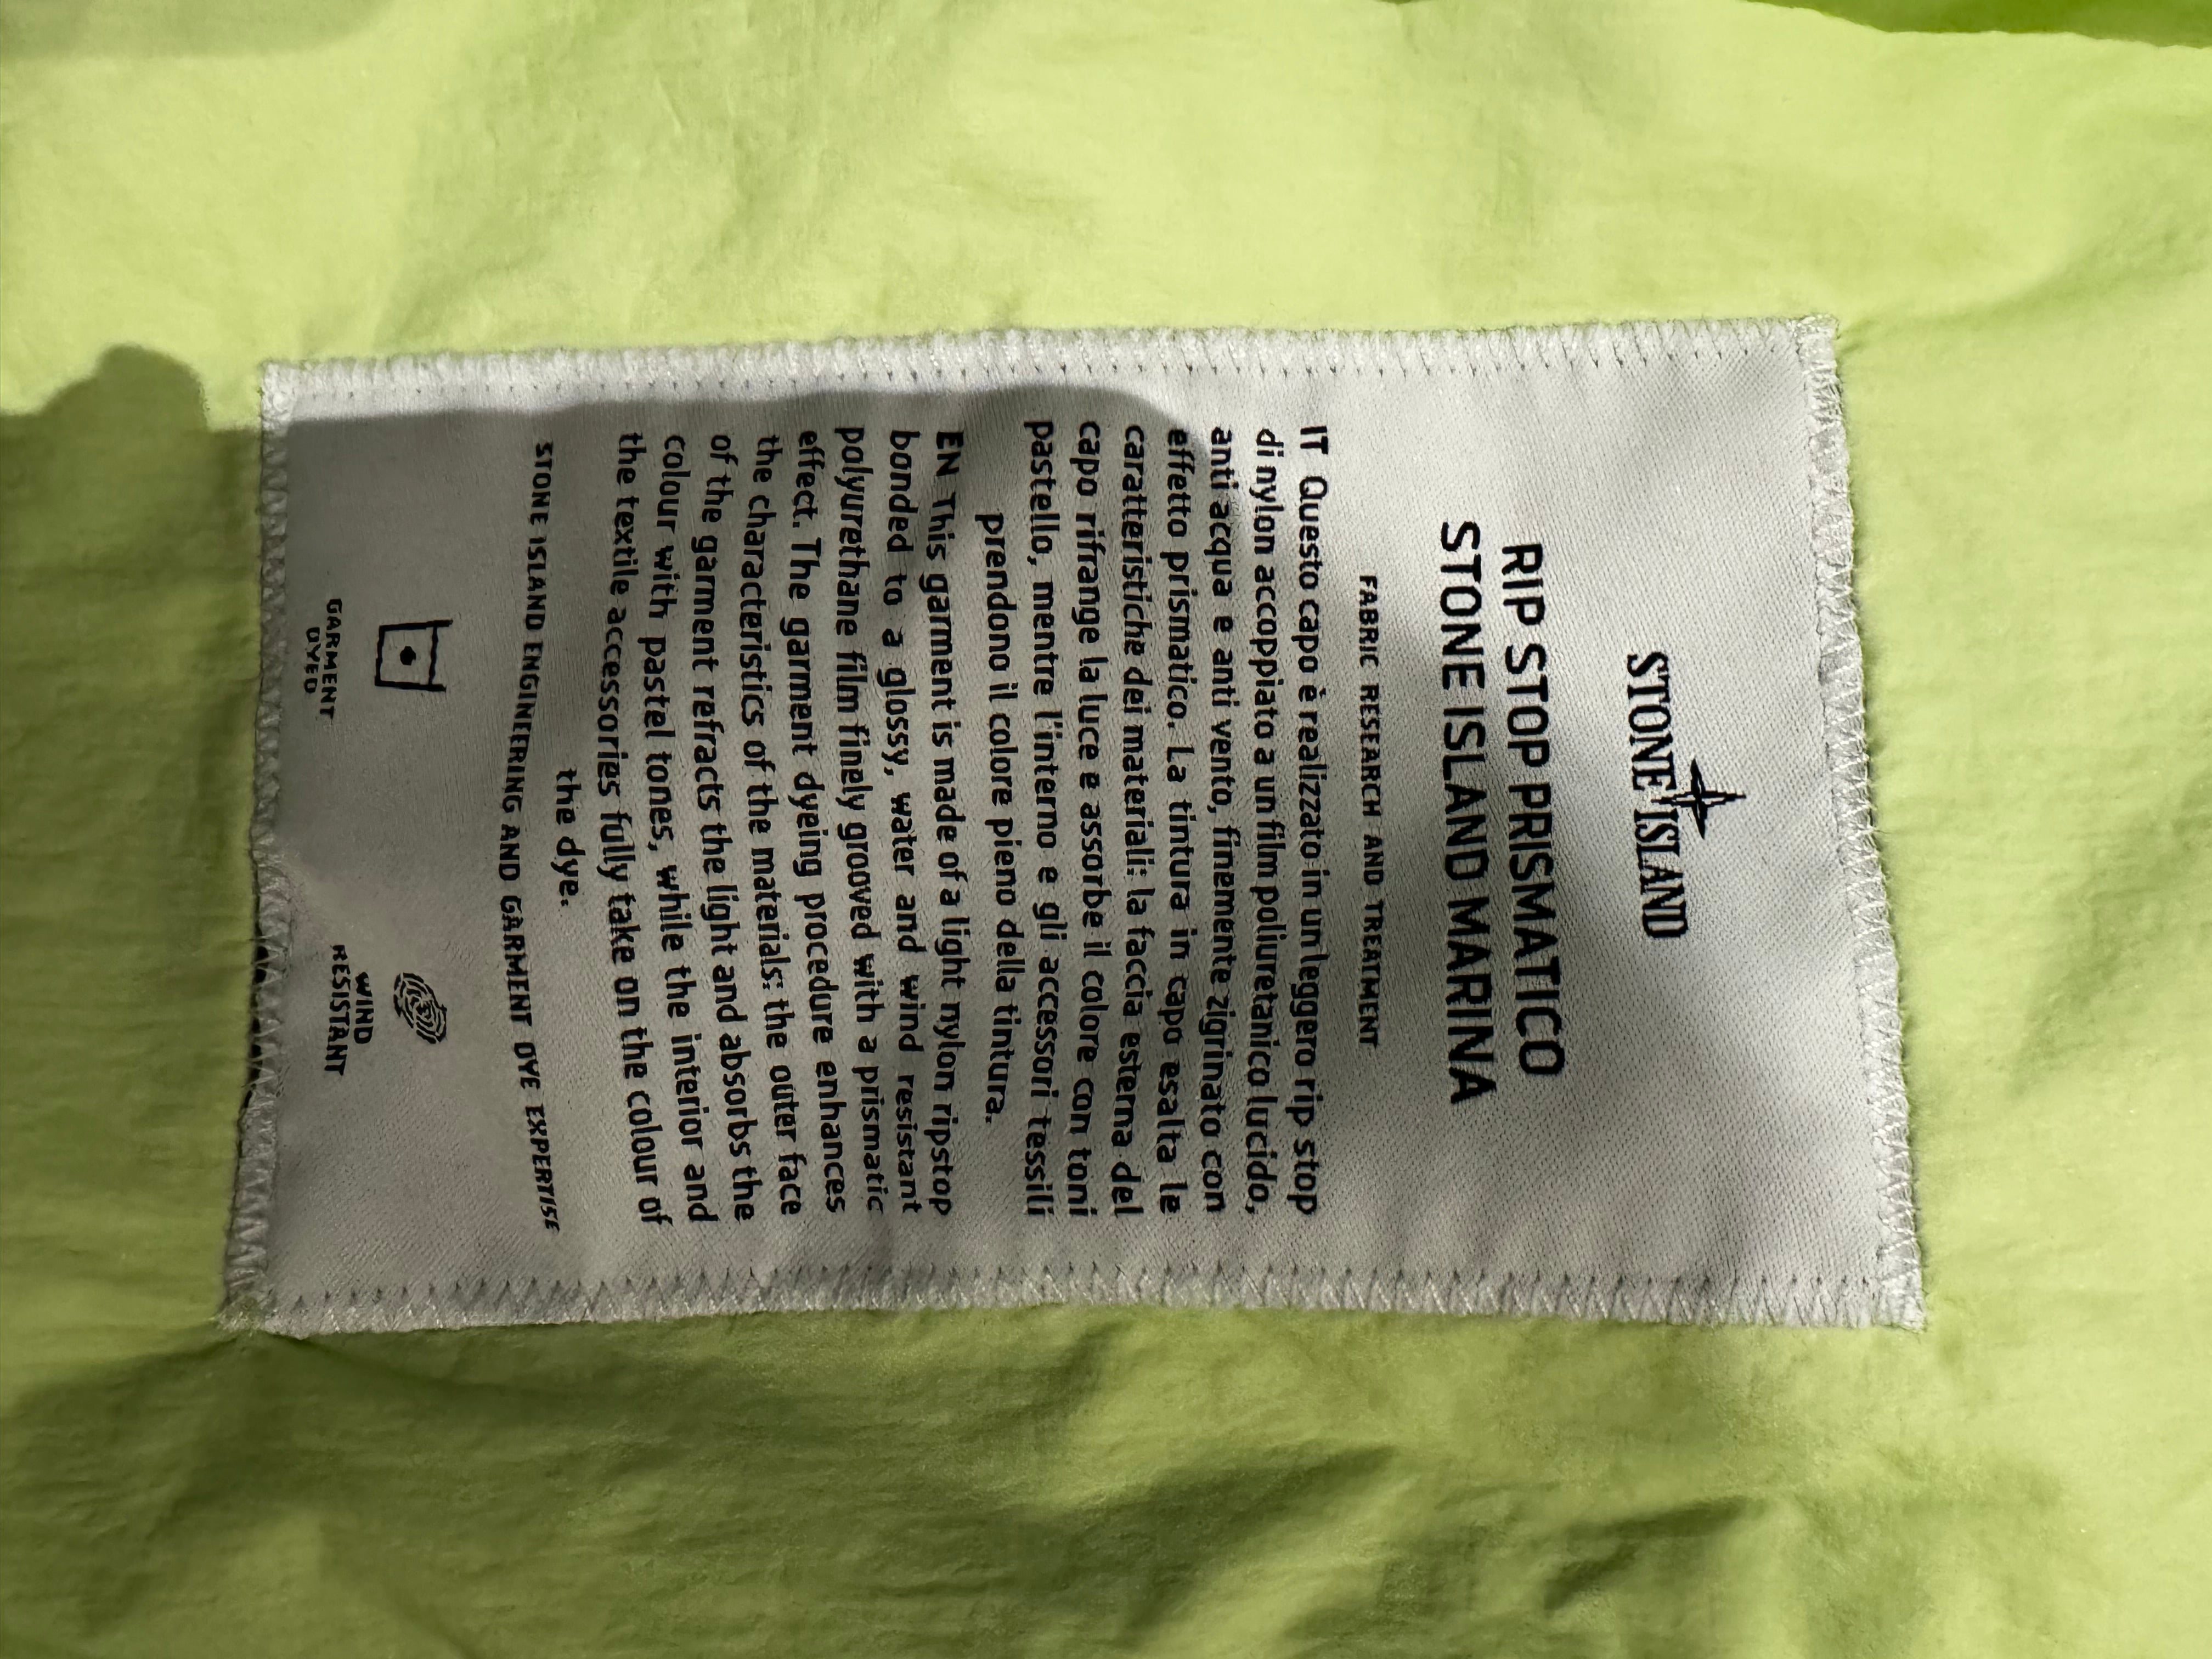 STONE ISLAND
RIP STOP PRISMATICO
STONE ISLAND MARINA
FABRIC RESEARCH AND TREATMENT
IT Questo capo è realizzato in un leggero rip stop
di nylon accoppiato a un film poliuretanico lucido,
anti acqua e anti vento, finemente zigrinato con
effetto prismatico. La tintura in capo esalta le
caratteristiche dei materiali: la faccia esterna del
capo rifrange la luce e assorbe il colore con toni
pastello, mentre l'interno e gli accessori tessili
prendono il colore pieno della tintura.
EN This garment is made of a light nylon ripstop
bonded to a glossy, water and wind resistant
polyurethane film finely grooved with a prismatic
effect. The garment dyeing procedure enhances
the characteristics of the materials: the outer face
of the garment refracts the light and absorbs the
colour with pastel tones, while the interior and
the textile accessories fully take on the colour of
the dye.
STONE ISLAND ENGINEERING AND GARMENT DYE EXPERTISE
GARMENT
DYED
WIND
RESISTANT